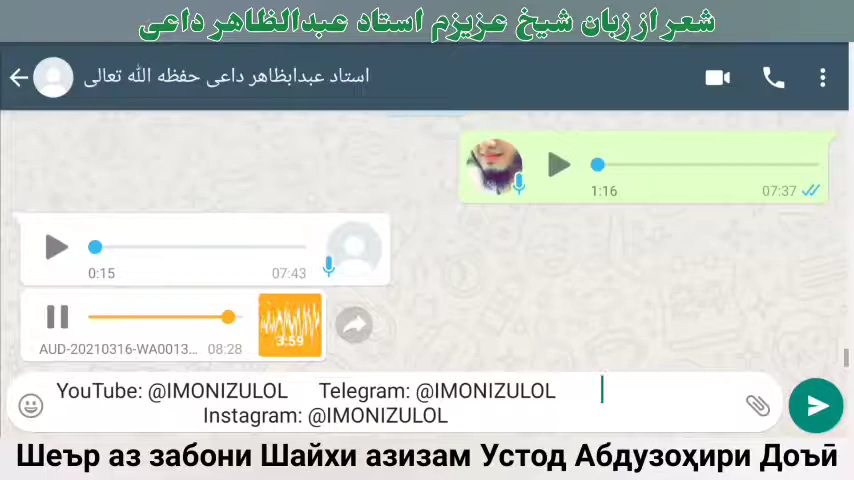 شعر از زبان شیخ عزیزم استاد عبدالظاهر داعی
استاد عبدابظاهر داعی حفظه الله تعالی
1:16 07:37
0:15 07:43
3:59
AUD-20210316-WA0013... 08:28
YouTube: @IMONIZULOL Telegram: @IMONIZULOL
Instagram: @IMONIZULOL
Шеър аз забони Шайхи азизам Устод Абдузоҳири Доъӣ